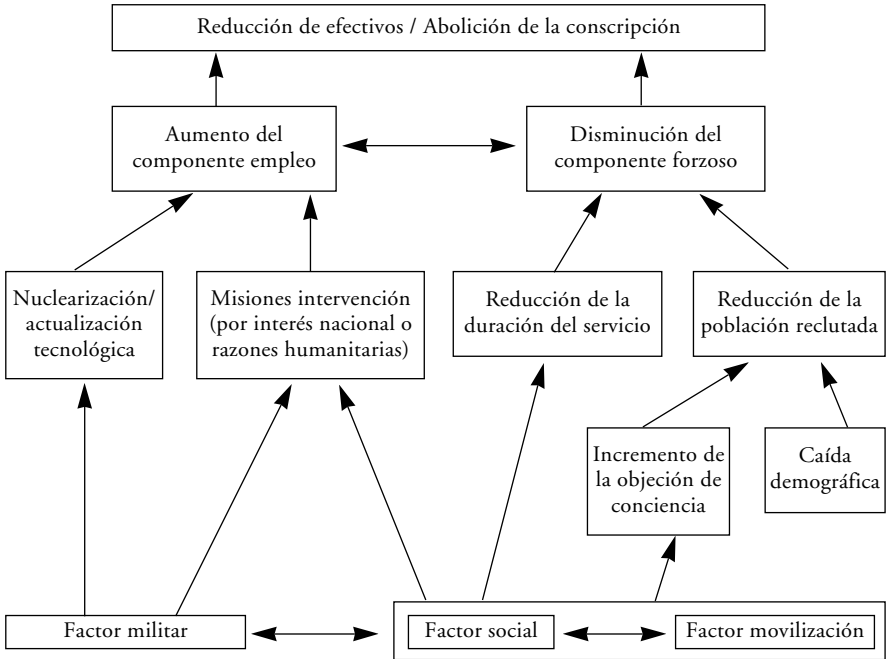 Reducción de efectivos / Abolición de la conscripción
Aumento del
componente empleo
Disminución del
componente forzoso
Nuclearización/
actualización
tecnológica
Misiones intervención
(por interés nacional o
razones humanitarias)
Reducción de la
duración del servicio
Reducción de la
población reclutada
Incremento de
la objeción de
conciencia
Caída
demográfica
Factor militar
Factor social
Factor movilización